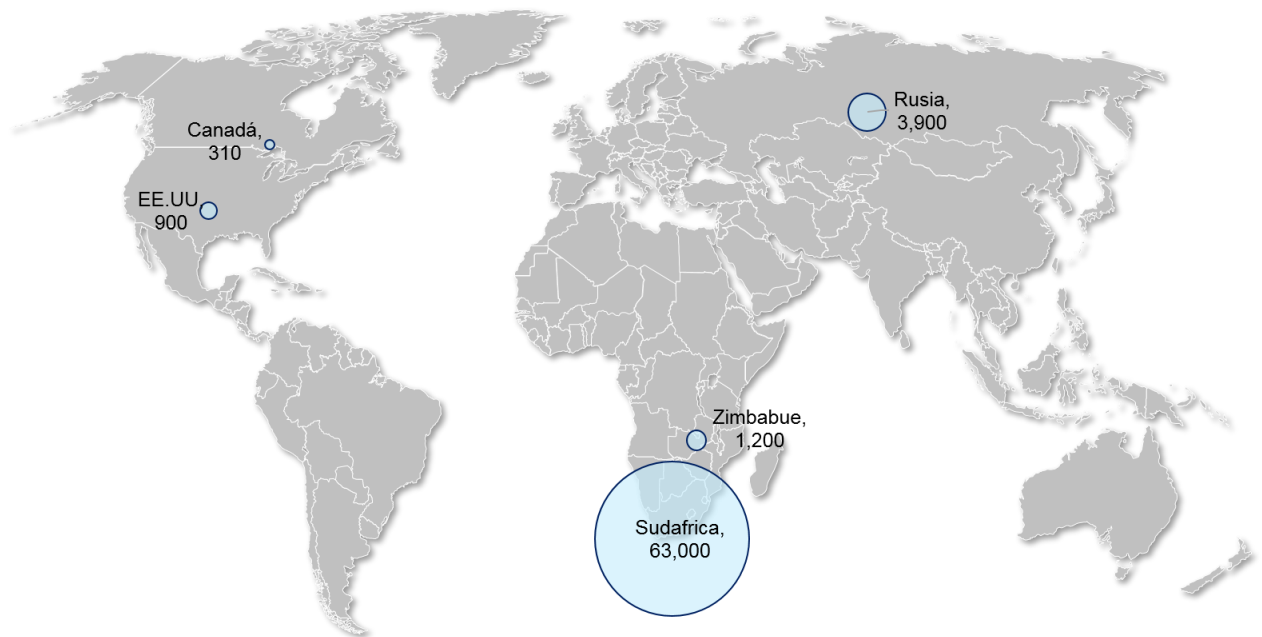 Rusia,
3,900
Canadá,
310
EE.UU,
900
Zimbabue,
1,200
Sudafrica,
63,000